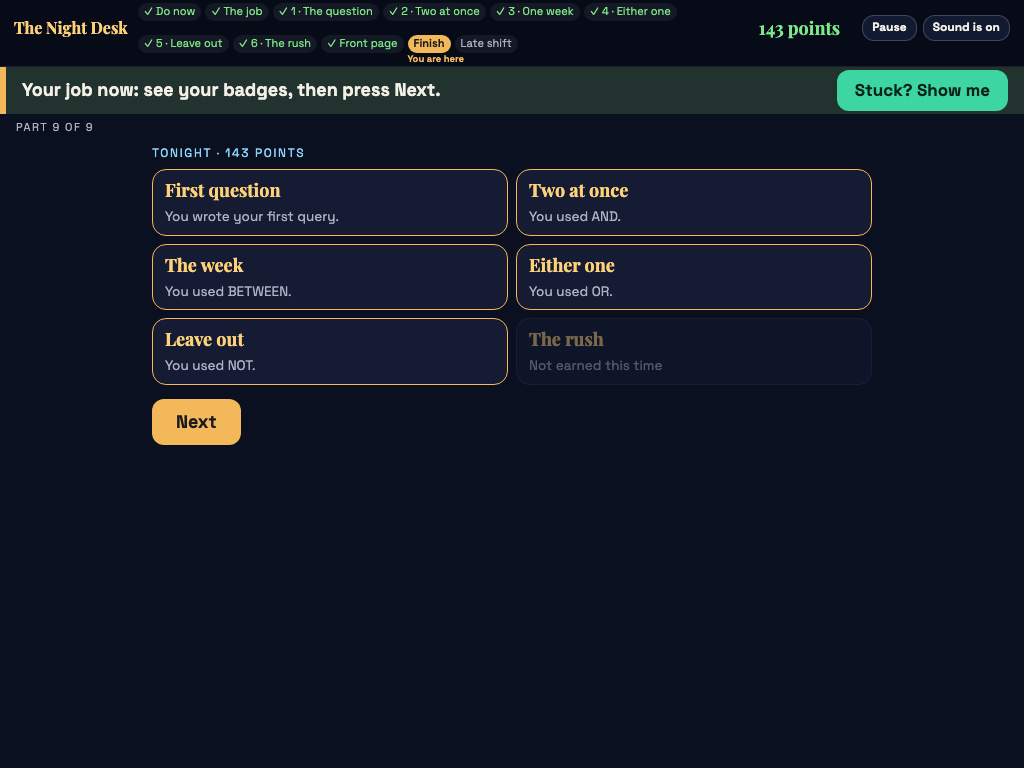 The Night Desk
✓ Do now
✓ The job
✓ 1 · The question
✓ 2 · Two at once
✓ 3 · One week
✓ 4 · Either one
✓ 5 · Leave out
✓ 6 · The rush
✓ Front page
Finish
Late shift
You are here
143 points
Pause
Sound is on
Your job now: see your badges, then press Next.
Stuck? Show me
PART 9 OF 9
TONIGHT · 143 POINTS
First question
You wrote your first query.
Two at once
You used AND.
The week
You used BETWEEN.
Either one
You used OR.
Leave out
You used NOT.
The rush
Not earned this time
Next